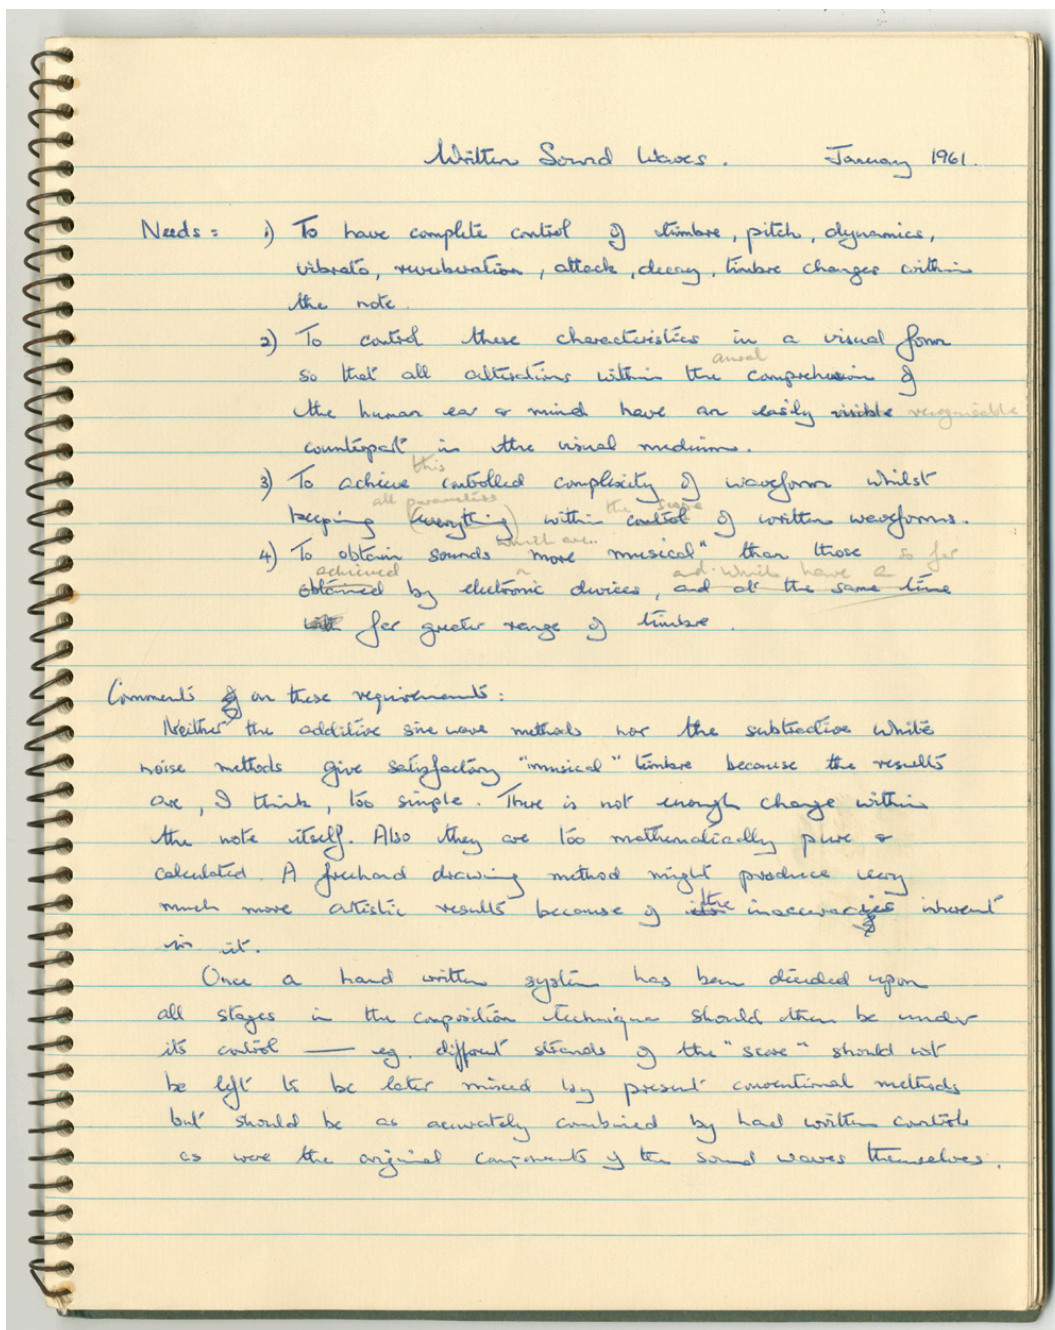 Written Sound Waves. January 1961.
Needs = 1) To have complete control of timbre, pitch, dynamics,
vibrato, reverberation, attack, decay, timbre changes within
the note.
2) To control these characteristics in a visual form
aural
so that all alterations within the comprehension of
the human ear & mind have an easily visible recognisable
counterpart in the visual medium.
this
3) To achieve controlled complexity of waveform whilst
all parameters the scope
keeping (everything) within control of written waveforms.
which are..
4) To obtain sounds "more musical" than those so far
achieved and which have a
obtained by electronic devices, and at the same time
far greater range of timbre.
Comments on these requirements:
Neither the additive sine wave methods nor the subtractive white
noise methods give satisfactory "musical" timbre because the results
are, I think, too simple. There is not enough change within
the note itself. Also they are too mathematically pure &
calculated. A freehand drawing method might produce very
much more artistic results because of its the inaccuracies inherent
in it.
Once a hand written system has been decided upon
all stages in the composition technique should then be under
its control — eg. different strands of the "score" should not
be left to be later mixed by present conventional methods
but should be as accurately combined by hand written controls
as were the original components of the sound waves themselves.